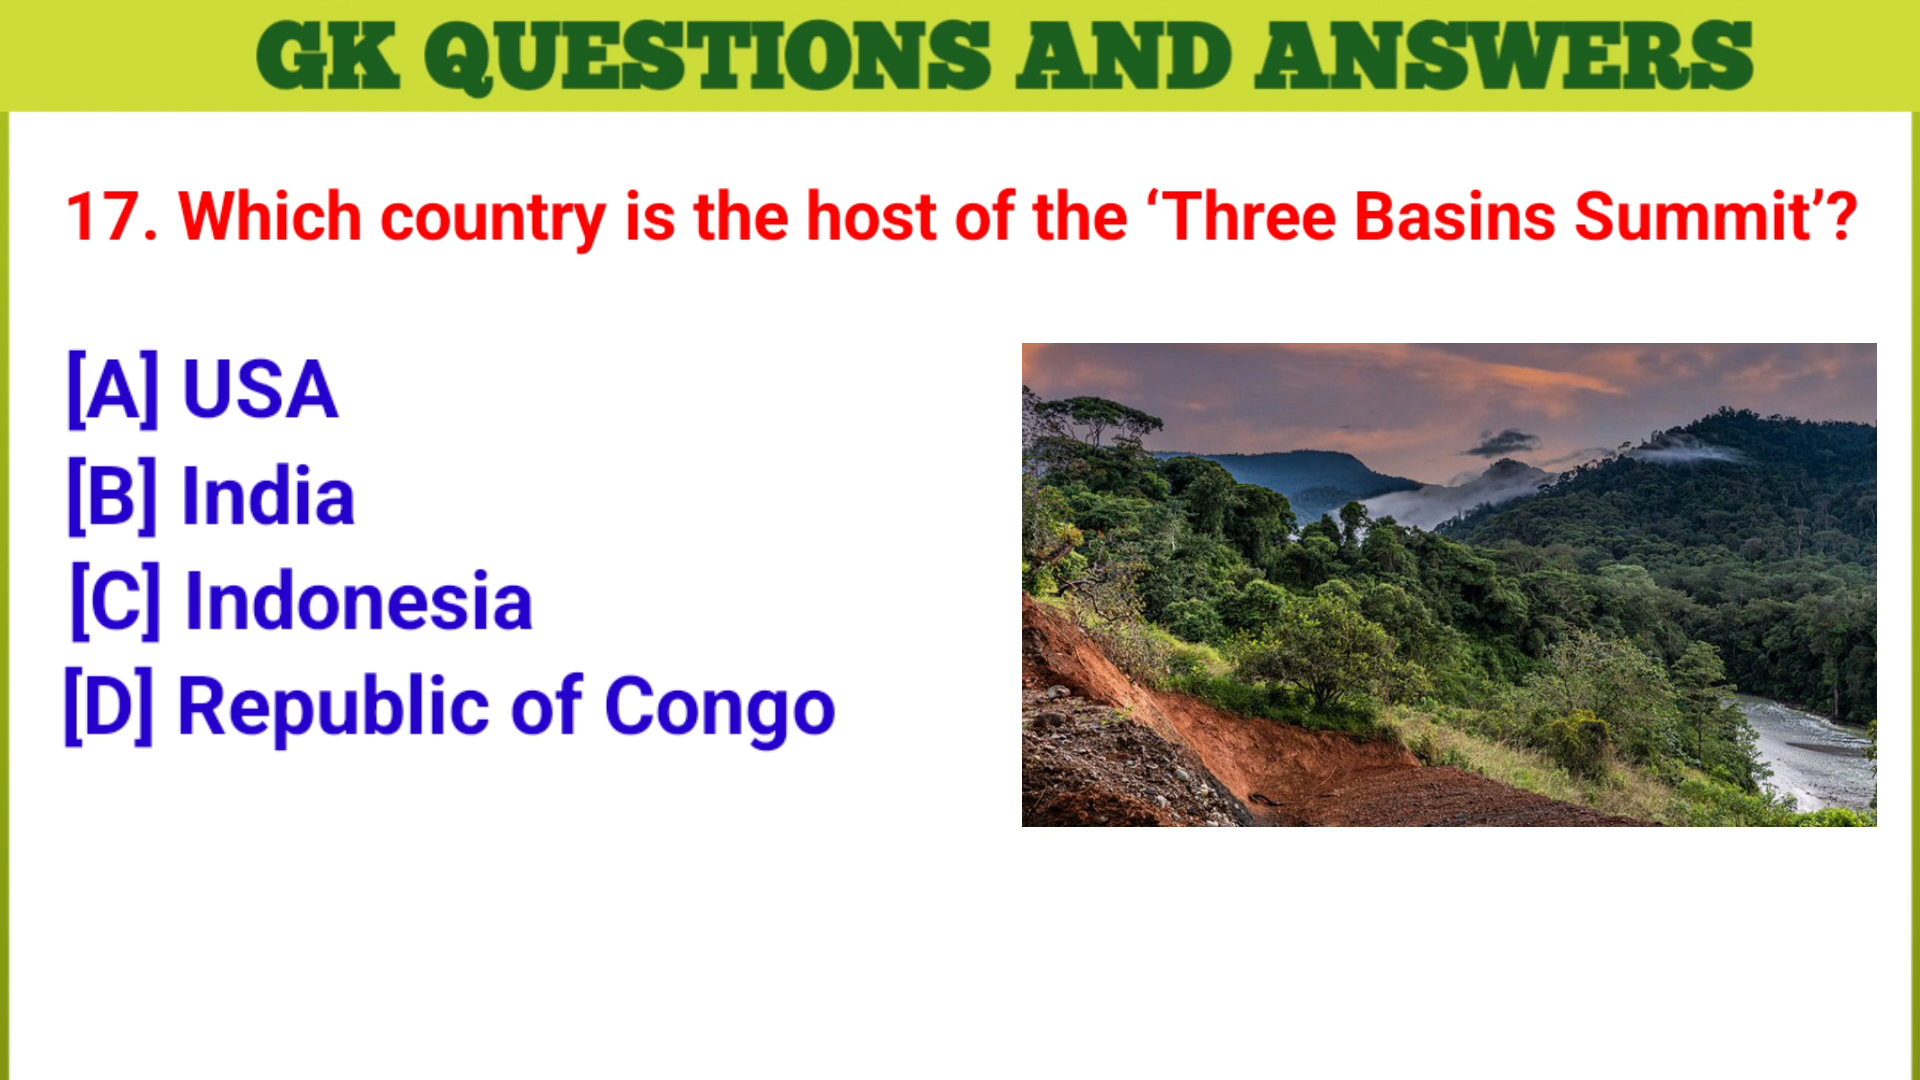 GK QUESTIONS AND ANSWERS
17. Which country is the host of the ‘Three Basins Summit’?
[A] USA
[B] India
[C] Indonesia
[D] Republic of Congo